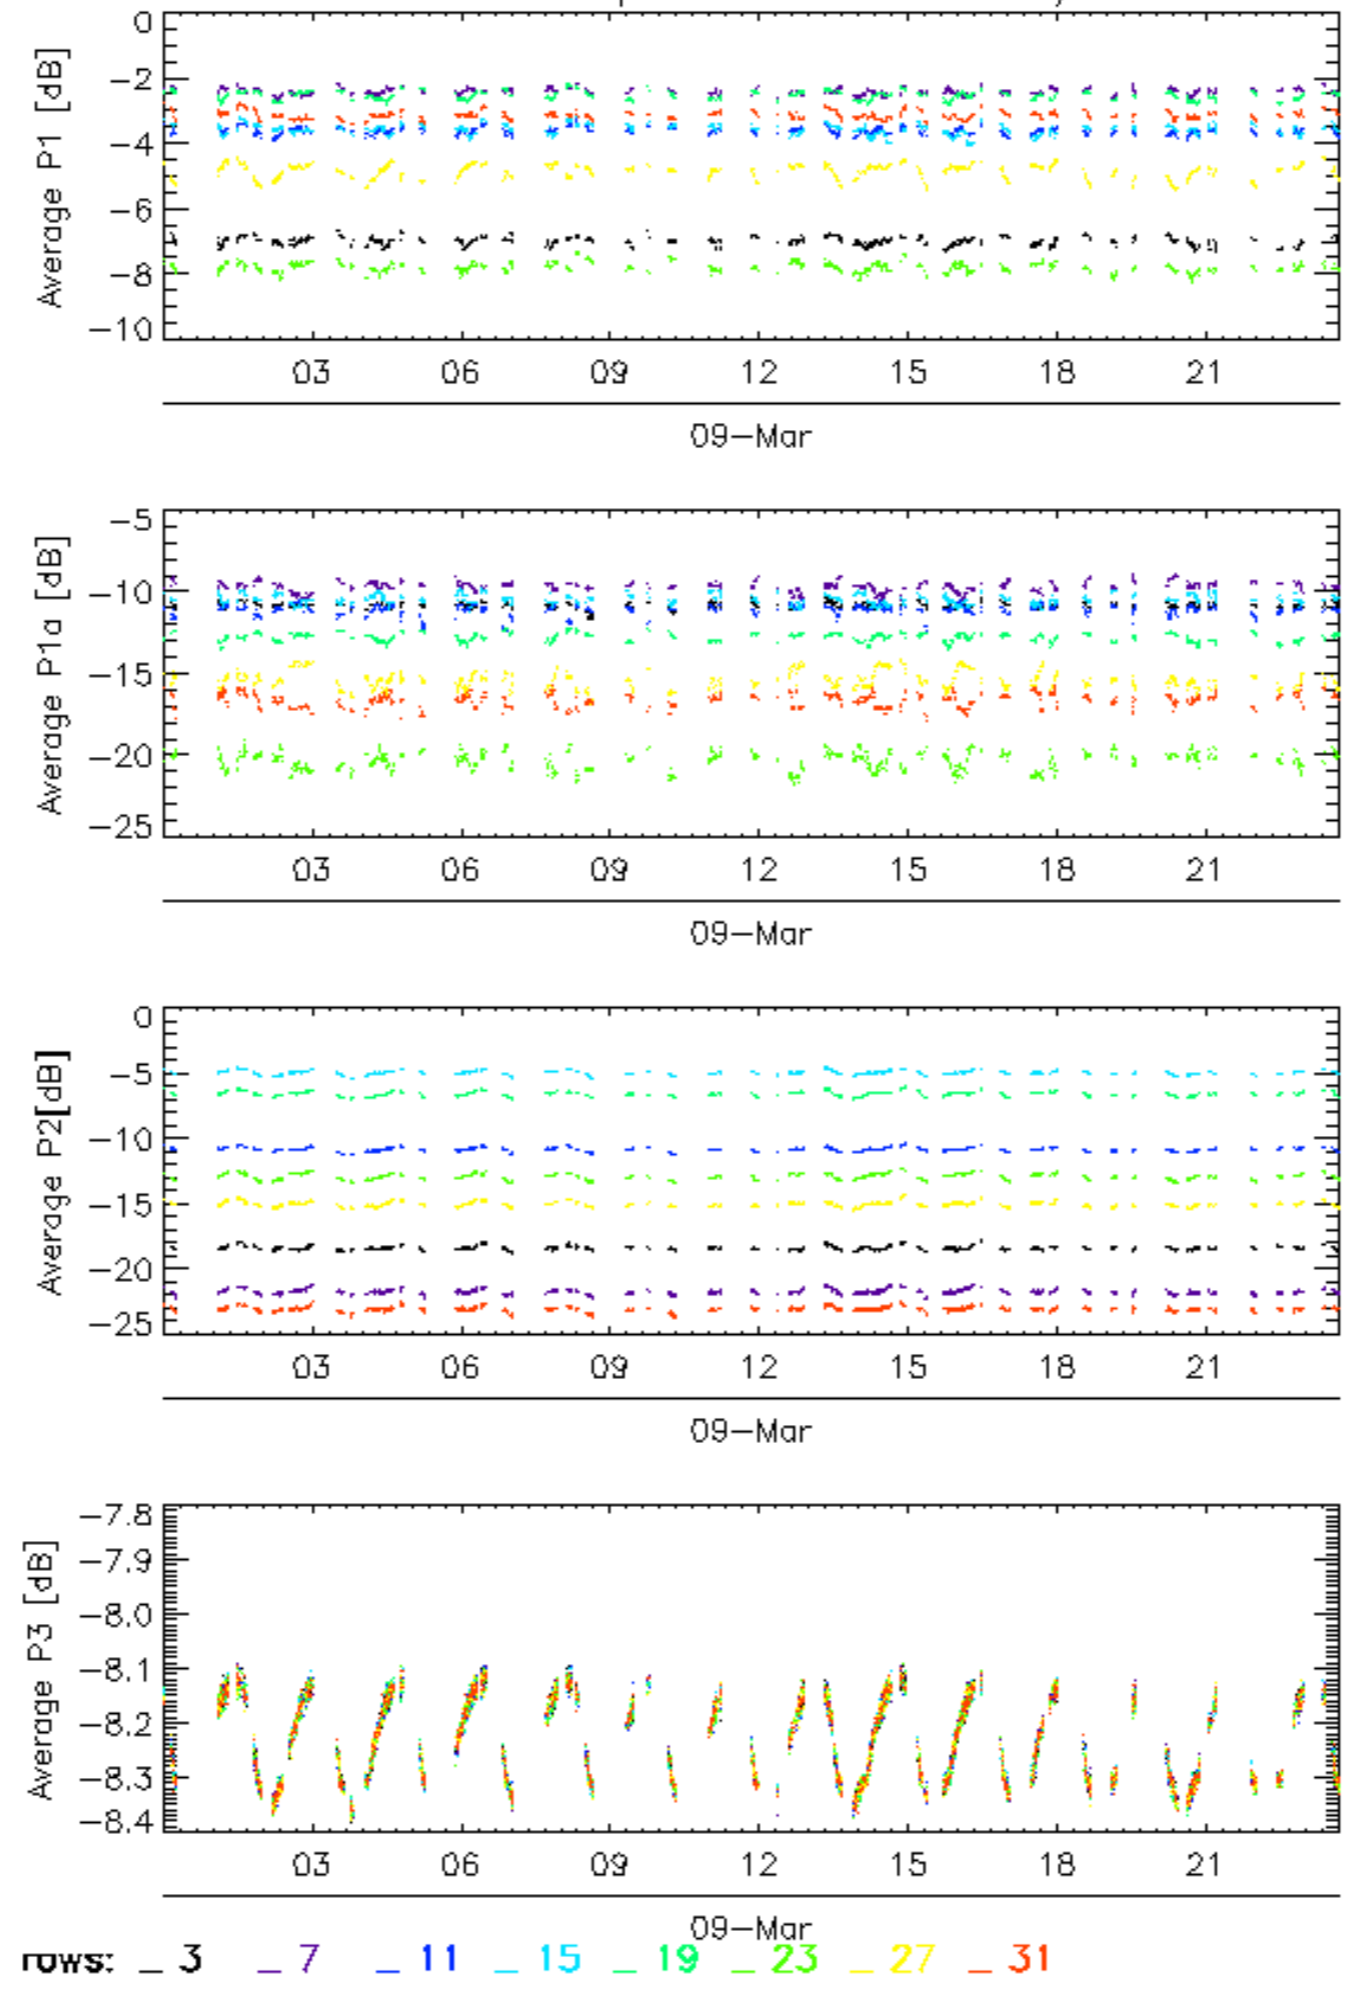 0
−2
−4
−6
−8
−10
Average P1 [dB]
03 06 09 12 15 18 21
09−Mar
−5
−10
−15
−20
−25
Average P1a [dB]
03 06 09 12 15 18 21
09−Mar
0
−5
−10
−15
−20
−25
Average P2[dB]
03 06 09 12 15 18 21
09−Mar
−7.8
−7.9
−8.0
−8.1
−8.2
−8.3
−8.4
Average P3 [dB]
03 06 09 12 15 18 21
09−Mar
rows: _ 3 _ 7 _ 11 _ 15 _ 19 _ 23 _ 27 _ 31